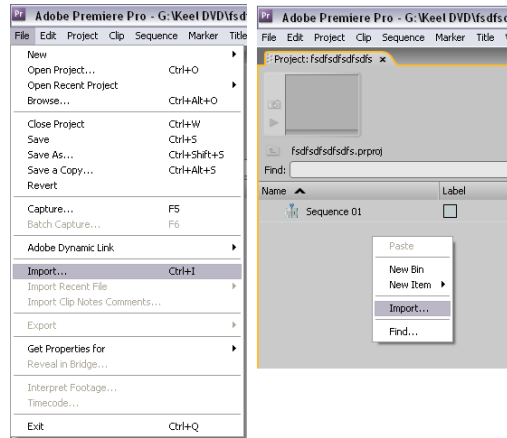 Adobe Premiere Pro - G:\Keel DVD\fsdf
File Edit Project Clip Sequence Marker Title
New
Open Project... Ctrl+O
Open Recent Project
Browse... Ctrl+Alt+O
Close Project Ctrl+W
Save Ctrl+S
Save As... Ctrl+Shift+S
Save a Copy... Ctrl+Alt+S
Revert
Capture... F5
Batch Capture... F6
Adobe Dynamic Link
Import... Ctrl+I
Import Recent File
Import Clip Notes Comments...
Export
Get Properties for
Reveal in Bridge...
Interpret Footage...
Timecode...
Exit Ctrl+Q
Adobe Premiere Pro - G:\Keel DVD\fsdfsd
File Edit Project Clip Sequence Marker Title
Project: fsdfsdfsdfsdfs
fsdfsdfsdfsdfs.prproj
Find:
Name Label
Sequence 01
Paste
New Bin
New Item
Import...
Find...